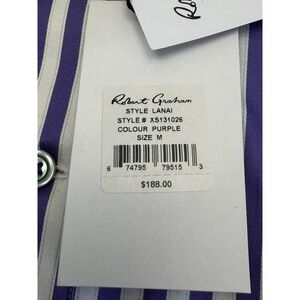 Robert Graham
STYLE LANAI
STYLE # XS131026
COLOUR PURPLE
SIZE M
6 74795 79515 3
$188.00